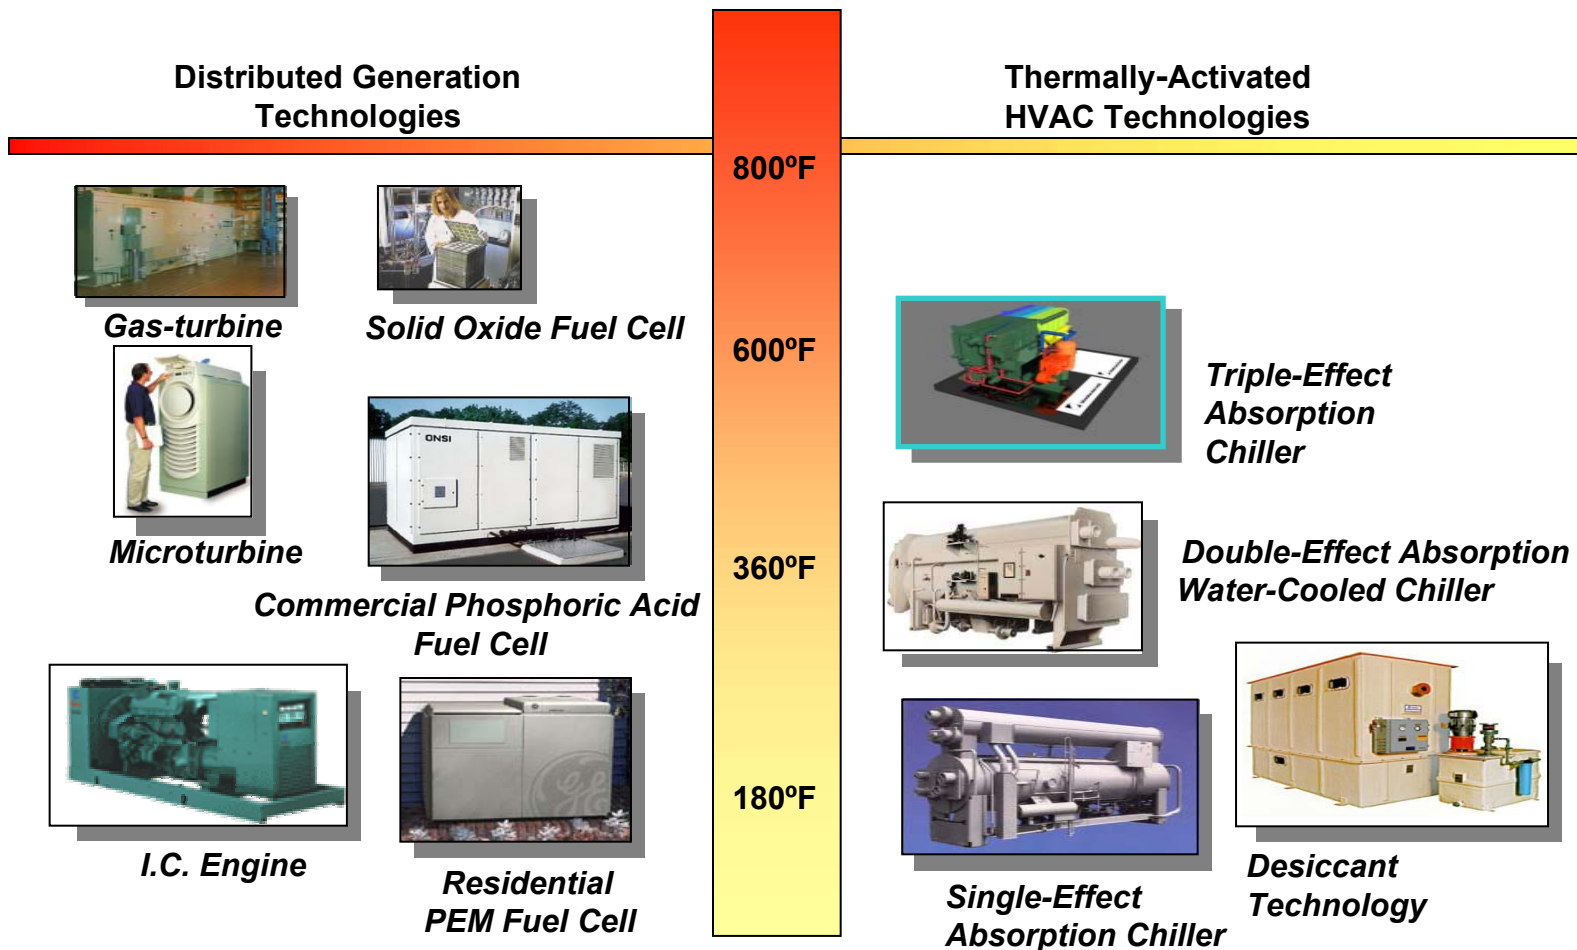 Distributed Generation
Technologies
Thermally-Activated
HVAC Technologies
800ºF
600ºF
360ºF
180ºF
Gas-turbine
Solid Oxide Fuel Cell
Microturbine
ONSI
Commercial Phosphoric Acid
Fuel Cell
I.C. Engine
GE
Residential
PEM Fuel Cell
Triple-Effect
Absorption
Chiller
Double-Effect Absorption
Water-Cooled Chiller
Single-Effect
Absorption Chiller
Desiccant
Technology